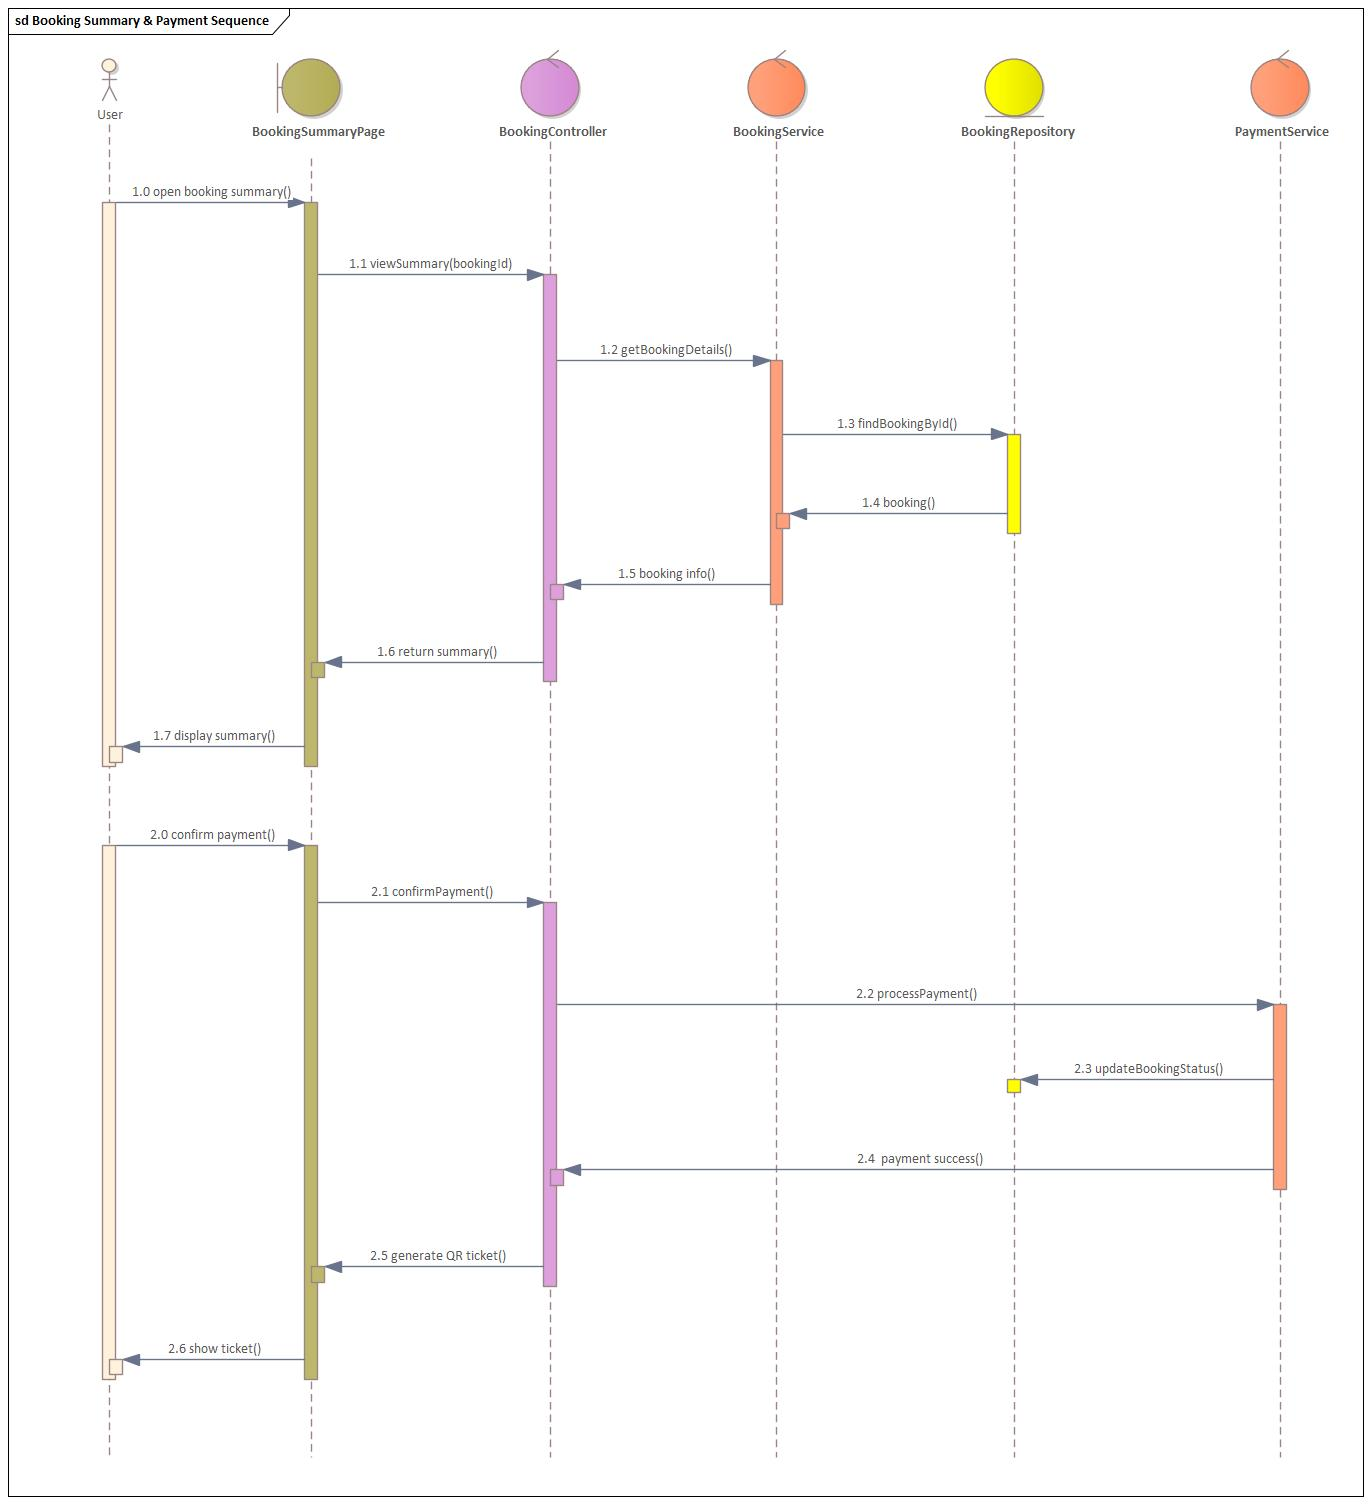 sd Booking Summary & Payment Sequence
User
BookingSummaryPage
BookingController
BookingService
BookingRepository
PaymentService
1.0 open booking summary()
1.1 viewSummary(bookingId)
1.2 getBookingDetails()
1.3 findBookingById()
1.4 booking()
1.5 booking info()
1.6 return summary()
1.7 display summary()
2.0 confirm payment()
2.1 confirmPayment()
2.2 processPayment()
2.3 updateBookingStatus()
2.4  payment success()
2.5 generate QR ticket()
2.6 show ticket()